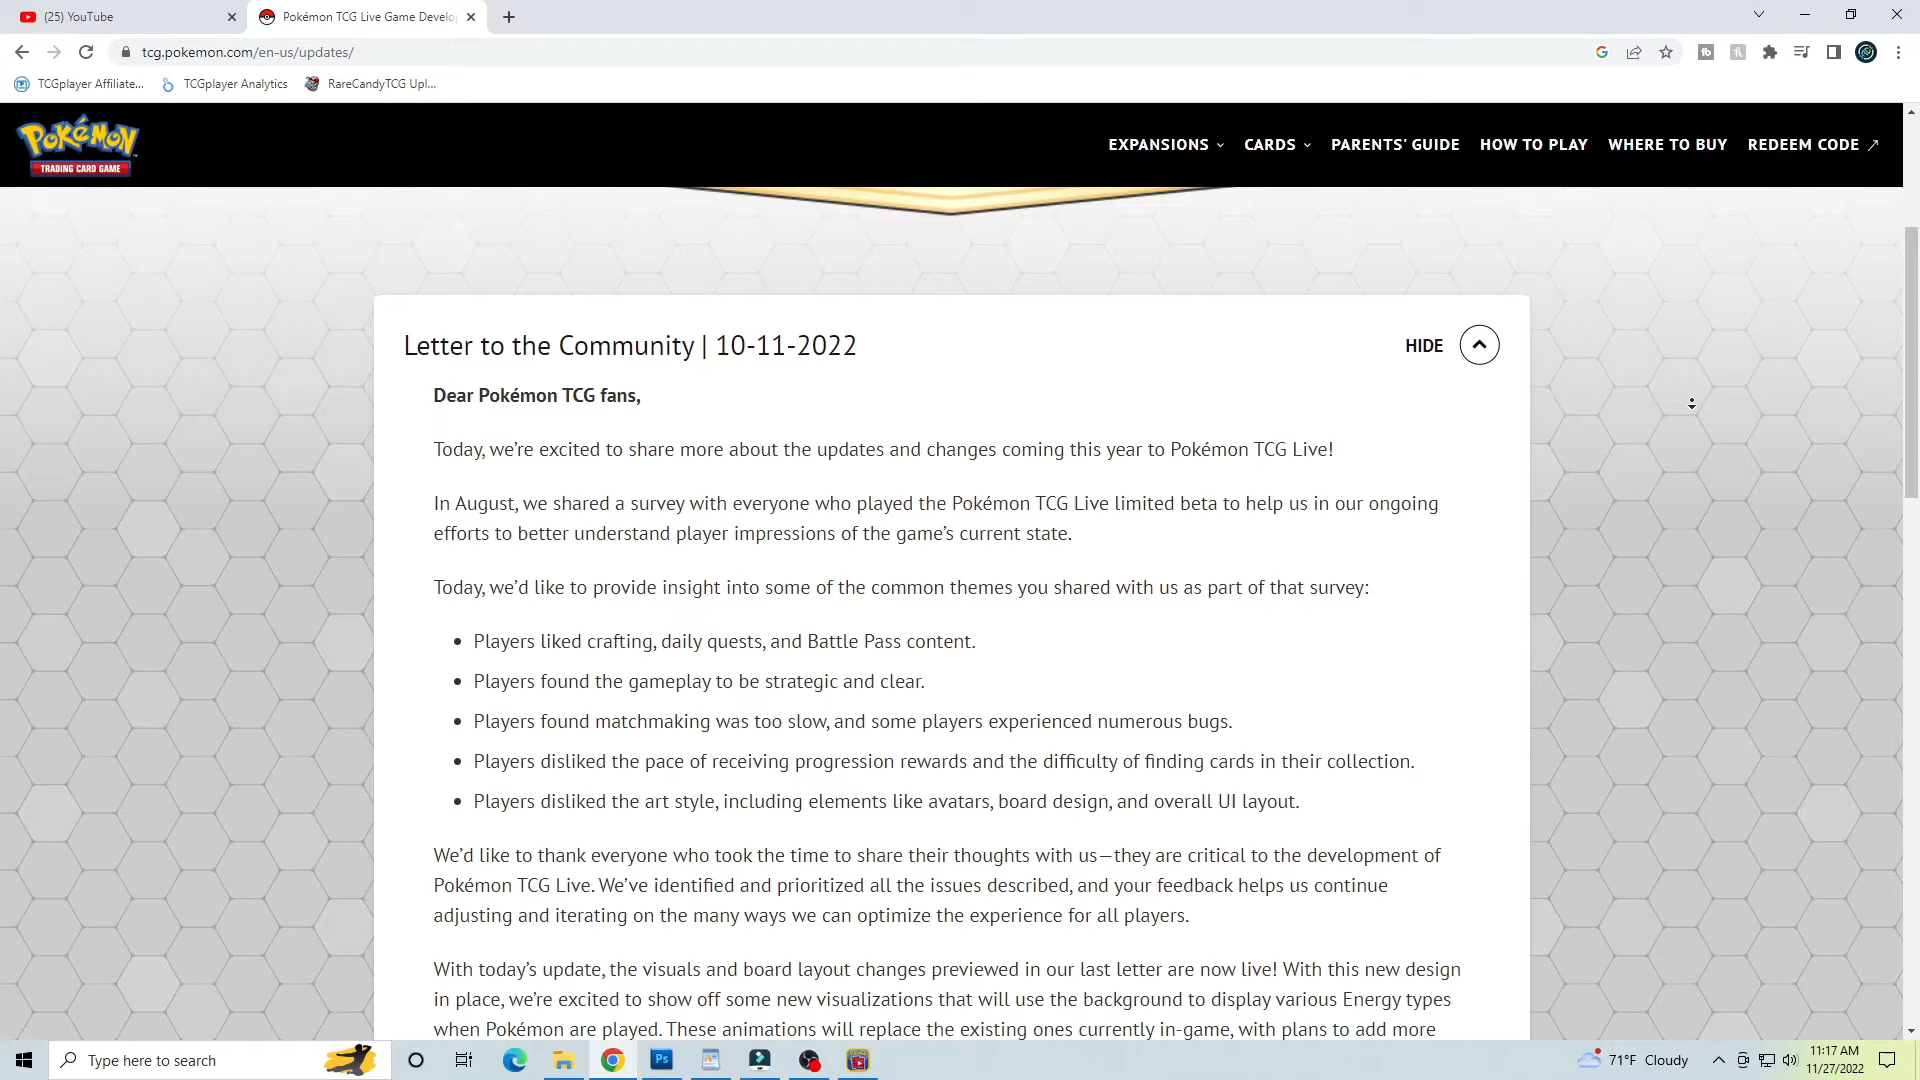 (25) YouTube
Pokémon TCG Live Game Develo
tcg.pokemon.com/en-us/updates/
TCGplayer Affiliate...
TCGplayer Analytics
RareCandyTCG Upl...
POKéMON
TRADING CARD GAME
EXPANSIONS
CARDS
PARENTS' GUIDE
HOW TO PLAY
WHERE TO BUY
REDEEM CODE
Letter to the Community | 10-11-2022
HIDE
Dear Pokémon TCG fans,
Today, we're excited to share more about the updates and changes coming this year to Pokémon TCG Live!
In August, we shared a survey with everyone who played the Pokémon TCG Live limited beta to help us in our ongoing
efforts to better understand player impressions of the game's current state.
Today, we'd like to provide insight into some of the common themes you shared with us as part of that survey:
• Players liked crafting, daily quests, and Battle Pass content.
• Players found the gameplay to be strategic and clear.
• Players found matchmaking was too slow, and some players experienced numerous bugs.
• Players disliked the pace of receiving progression rewards and the difficulty of finding cards in their collection.
• Players disliked the art style, including elements like avatars, board design, and overall UI layout.
We'd like to thank everyone who took the time to share their thoughts with us—they are critical to the development of
Pokémon TCG Live. We've identified and prioritized all the issues described, and your feedback helps us continue
adjusting and iterating on the many ways we can optimize the experience for all players.
With today's update, the visuals and board layout changes previewed in our last letter are now live! With this new design
in place, we're excited to show off some new visualizations that will use the background to display various Energy types
when Pokémon are played. These animations will replace the existing ones currently in-game, with plans to add more
Type here to search
Ps
71°F Cloudy
11:17 AM
11/27/2022